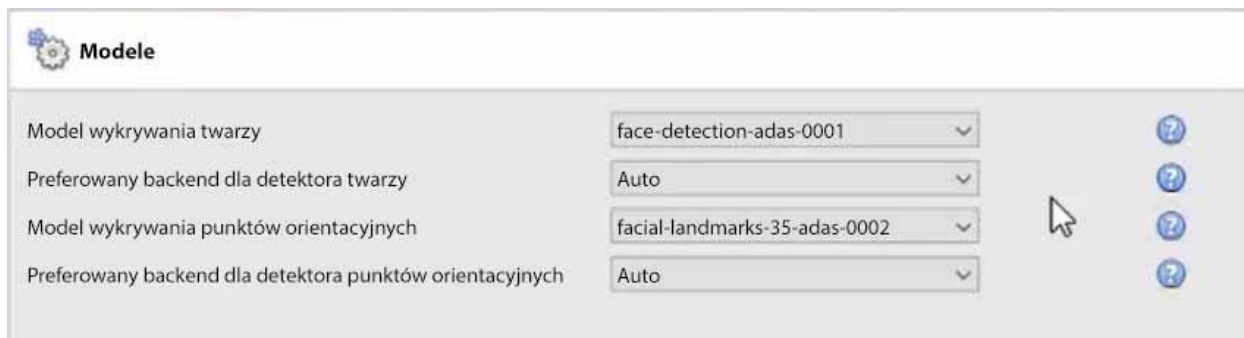 Modele
Model wykrywania twarzy face-detection-adas-0001
Preferowany backend dla detektora twarzy Auto
Model wykrywania punktów orientacyjnych facial-landmarks-35-adas-0002
Preferowany backend dla detektora punktów orientacyjnych Auto